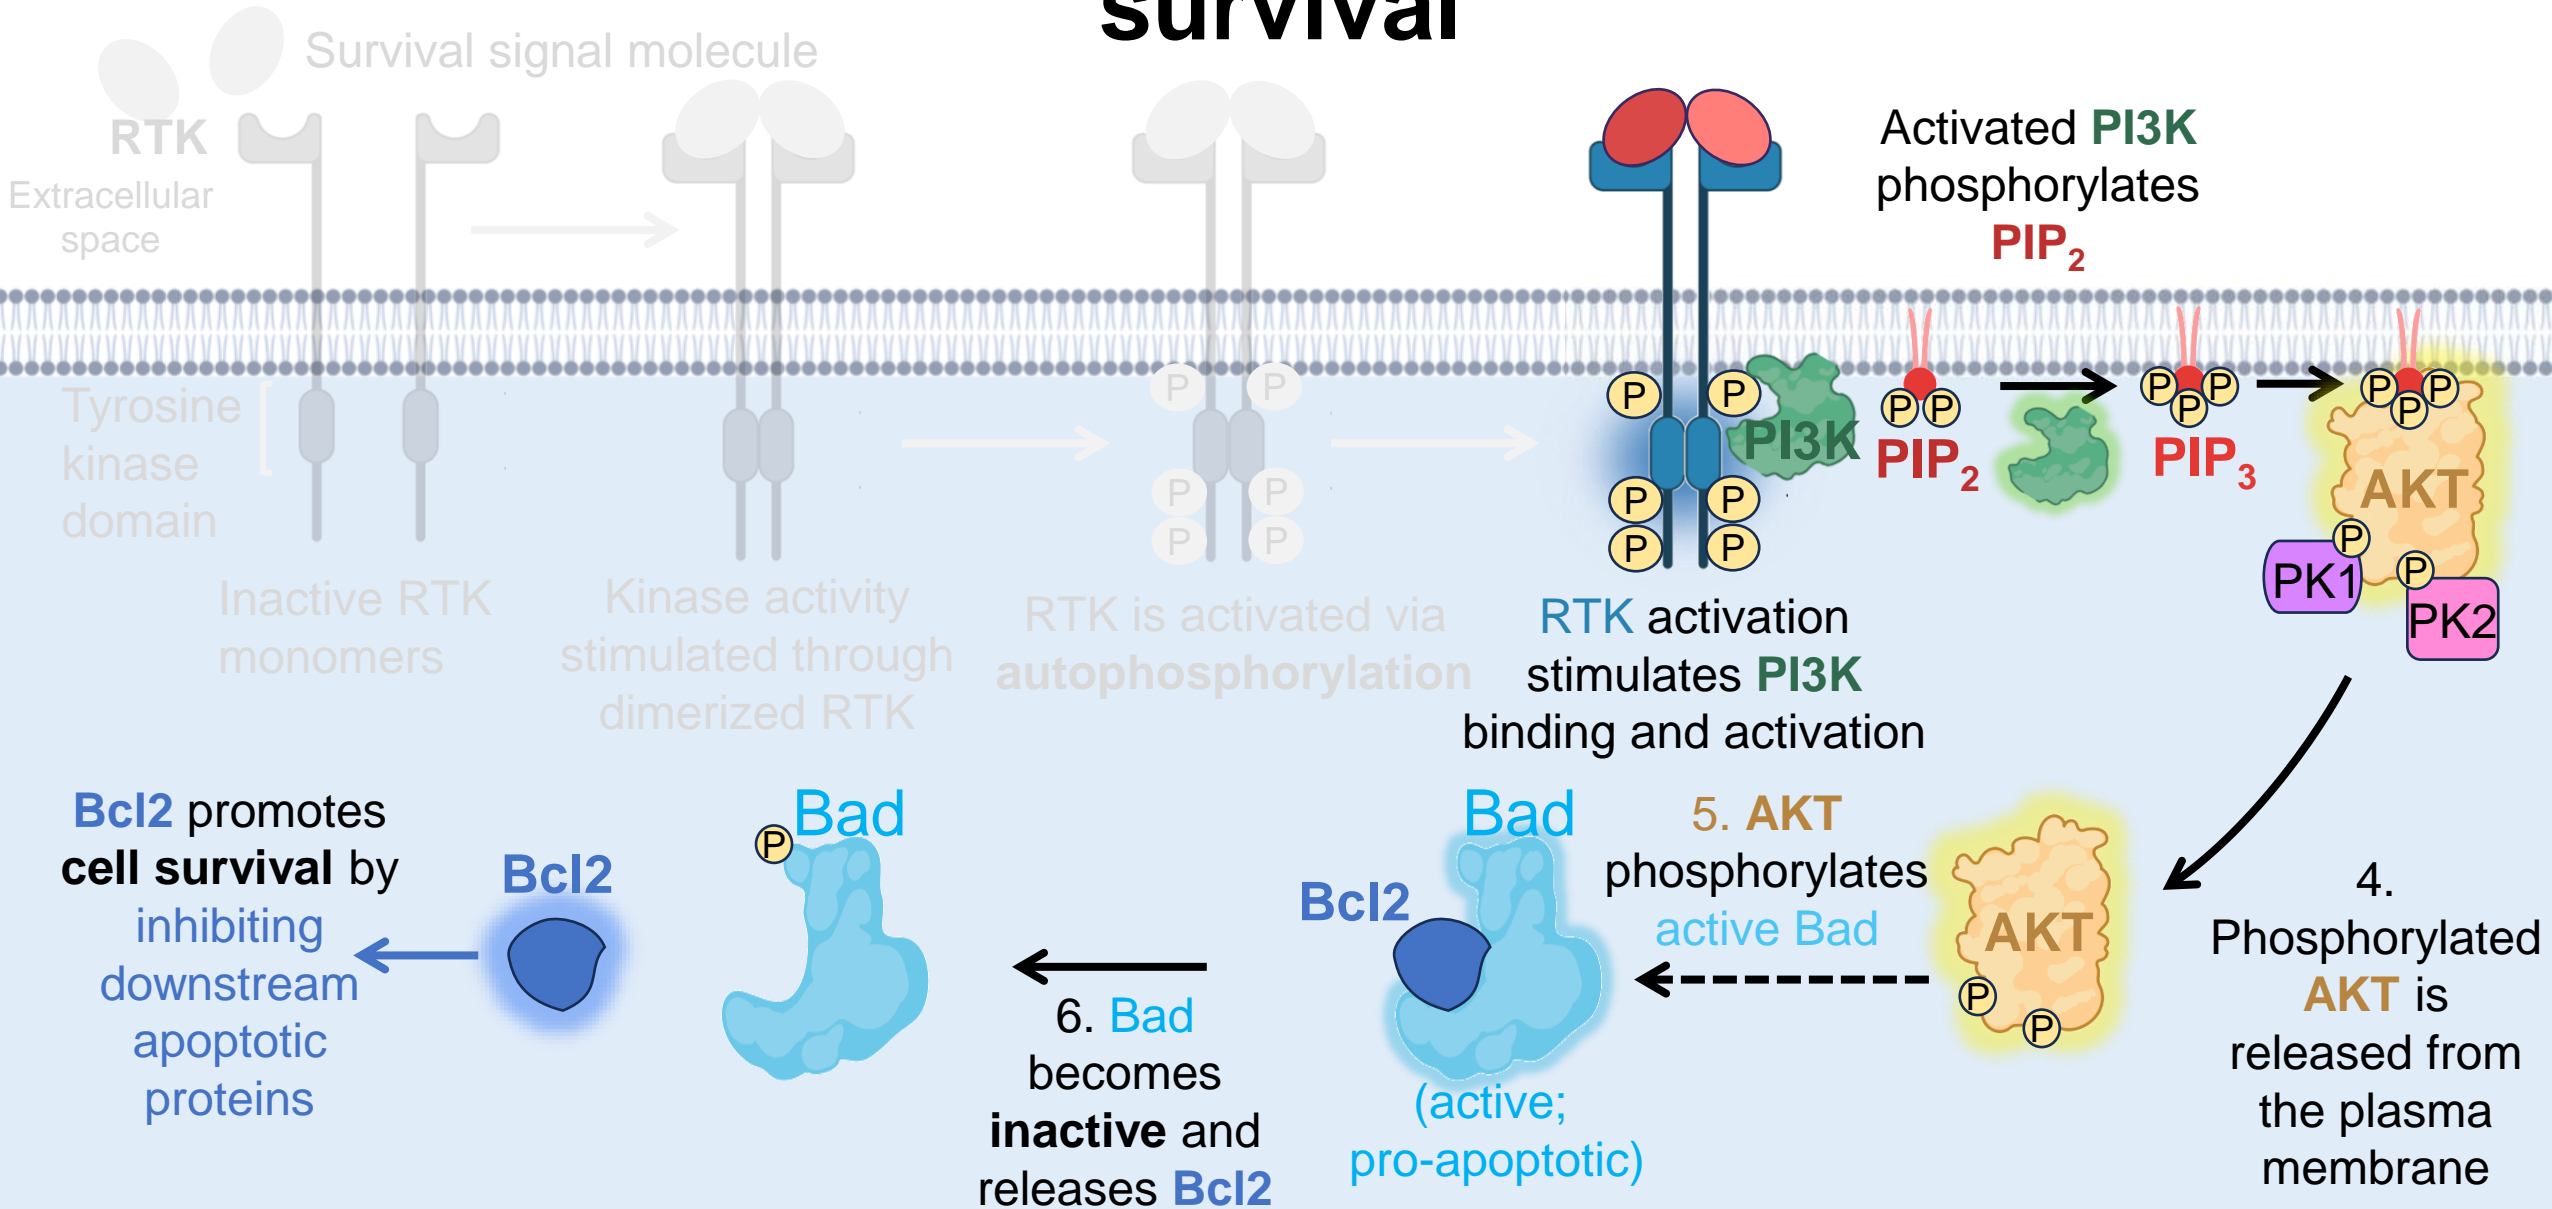 survival
Survival signal molecule
RTK
Extracellular
space
Tyrosine
kinase
domain
Inactive RTK
monomers
Kinase activity
stimulated through
dimerized RTK
P
P
P
P
P
P
RTK is activated via
autophosphorylation
P
P
P
P
P
P
PI3K
RTK activation
stimulates PI3K
binding and activation
Activated PI3K
phosphorylates
PIP2
P
P
PIP2
P
P
P
PIP3
P
P
P
AKT
P
P
PK1
PK2
4.
Phosphorylated
AKT is
released from
the plasma
membrane
AKT
P
P
5. AKT
phosphorylates
active Bad
Bad
Bcl2
(active;
pro-apoptotic)
6. Bad
becomes
inactive and
releases Bcl2
Bad
P
Bcl2
Bcl2 promotes
cell survival by
inhibiting
downstream
apoptotic
proteins